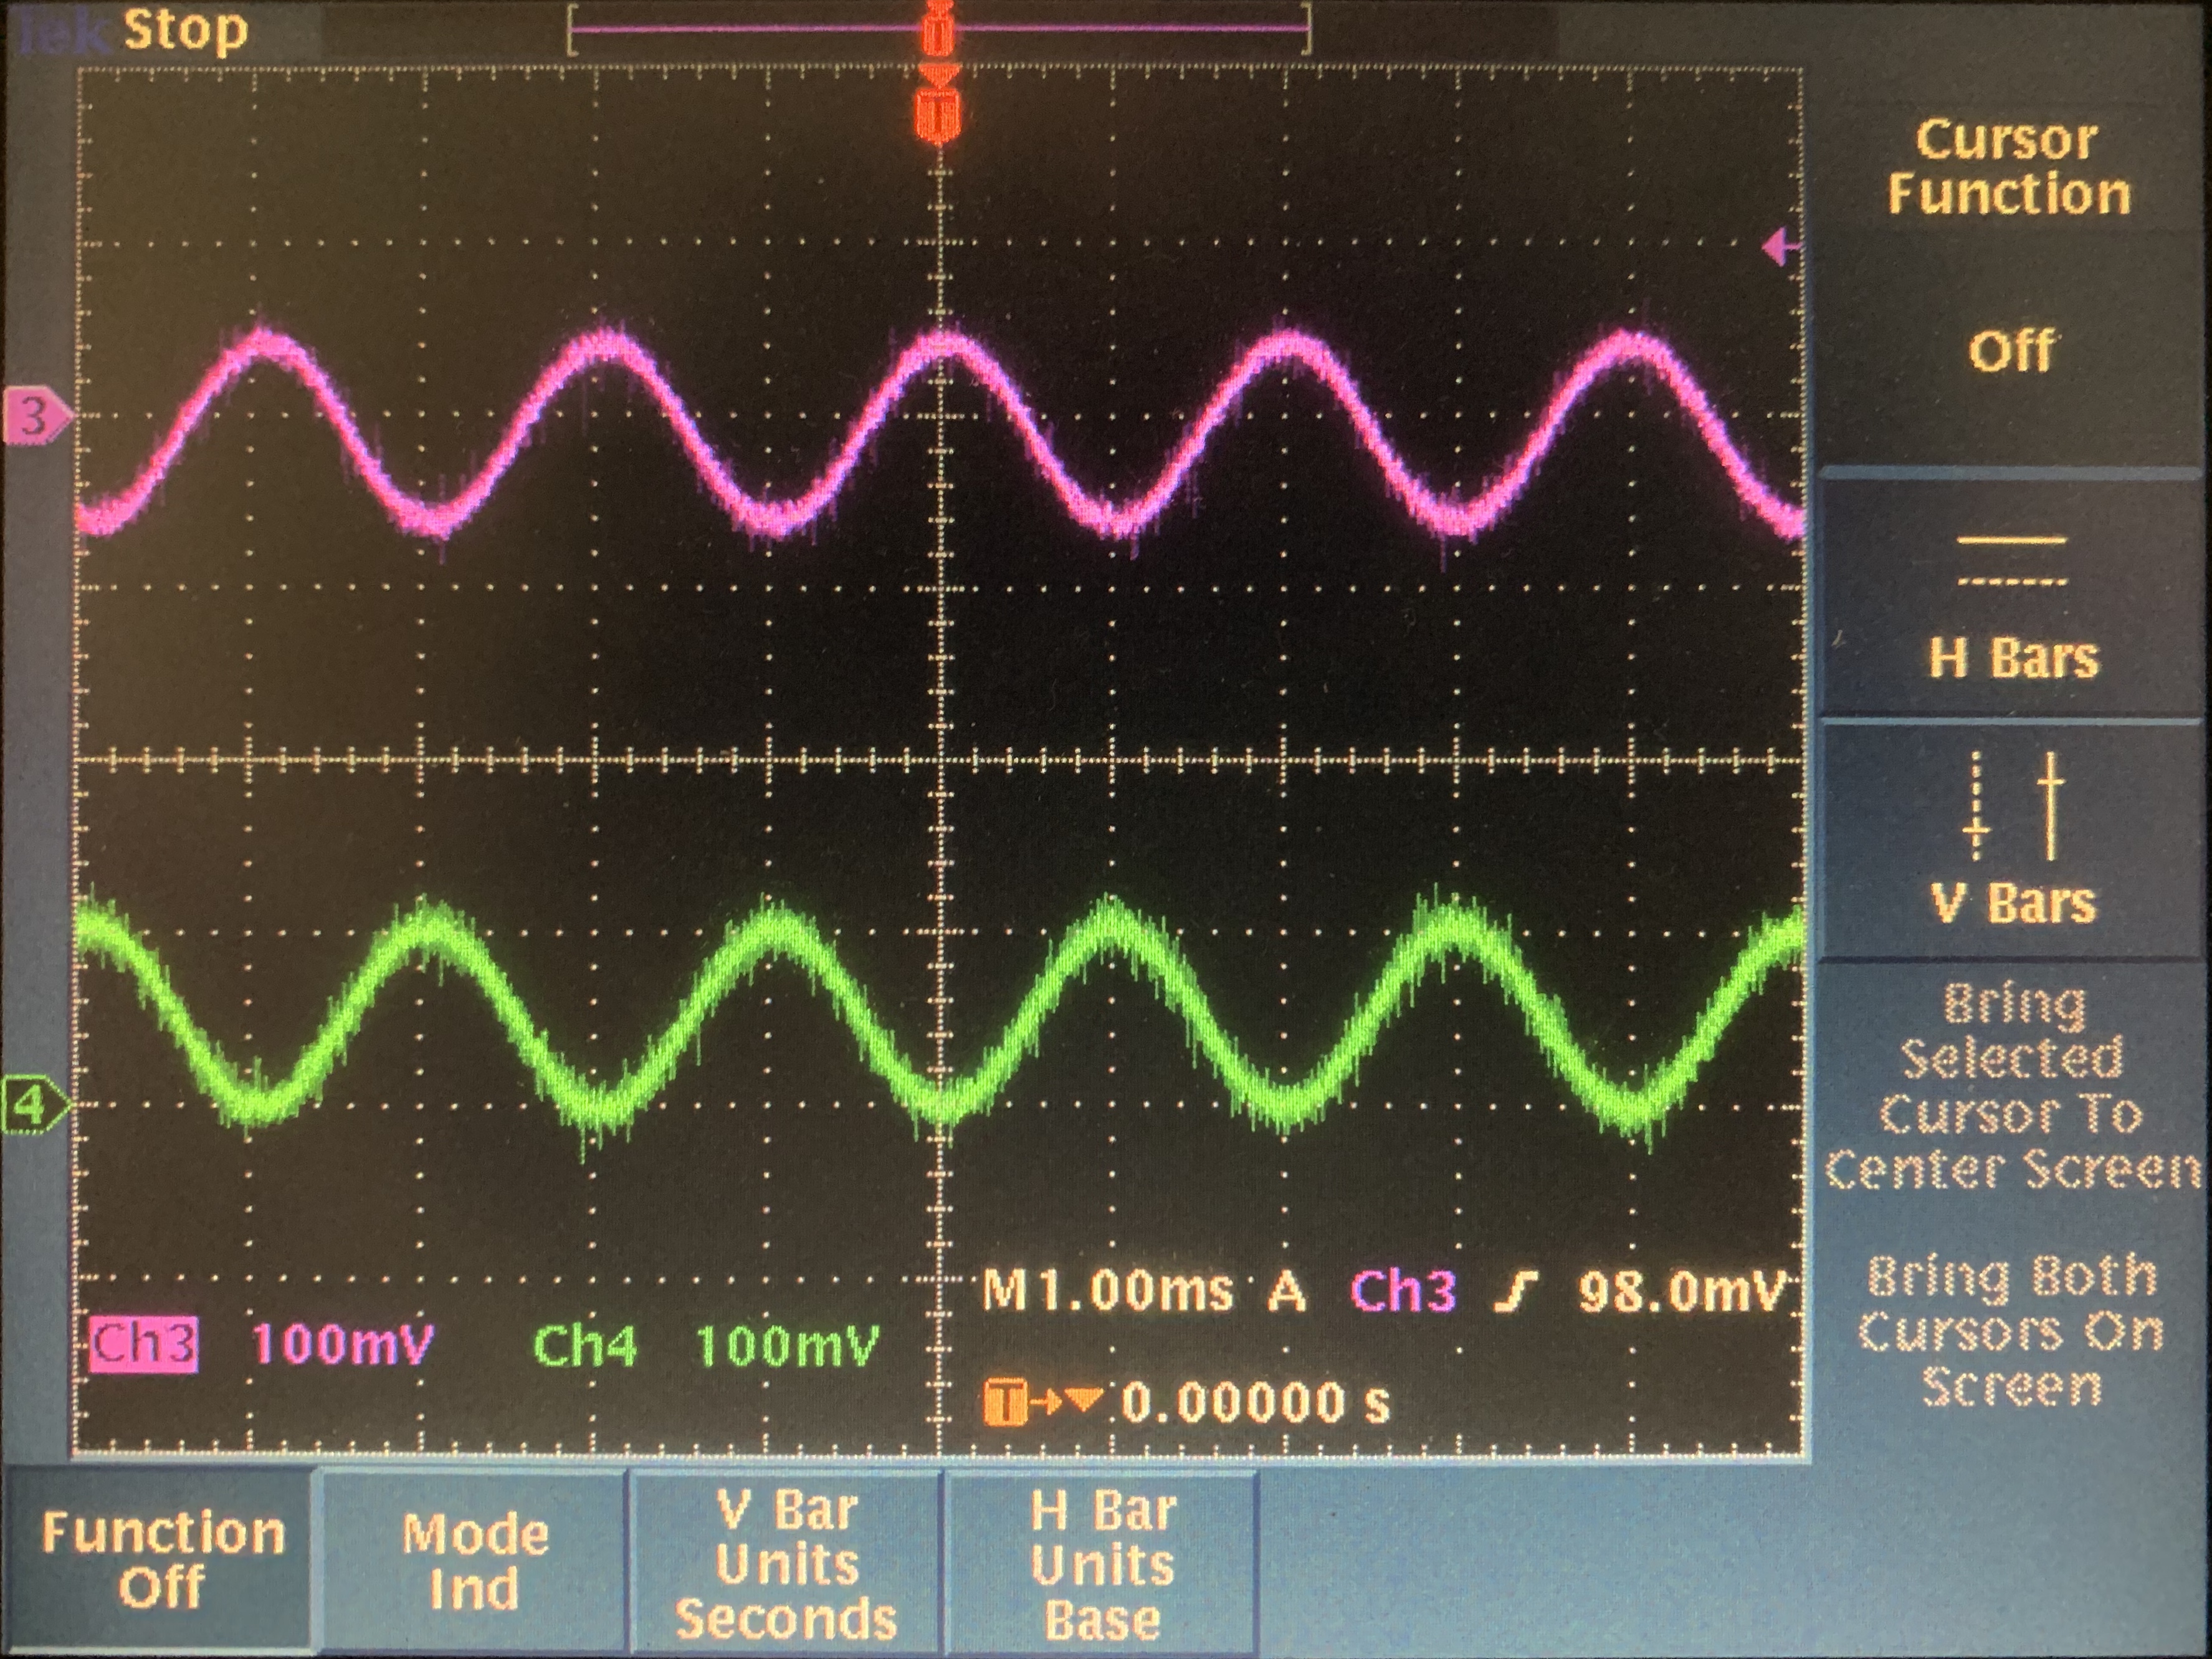 Tek Stop
T
T
Cursor
Function
Off
3
H Bars
V Bars
4
Bring
Selected
Cursor To
Center Screen
Bring Both
Cursors On
Screen
M 1.00ms A Ch3 98.0mV
Ch3 100mV Ch4 100mV
T 0.00000 s
Function
Off
Mode
Ind
V Bar
Units
Seconds
H Bar
Units
Base